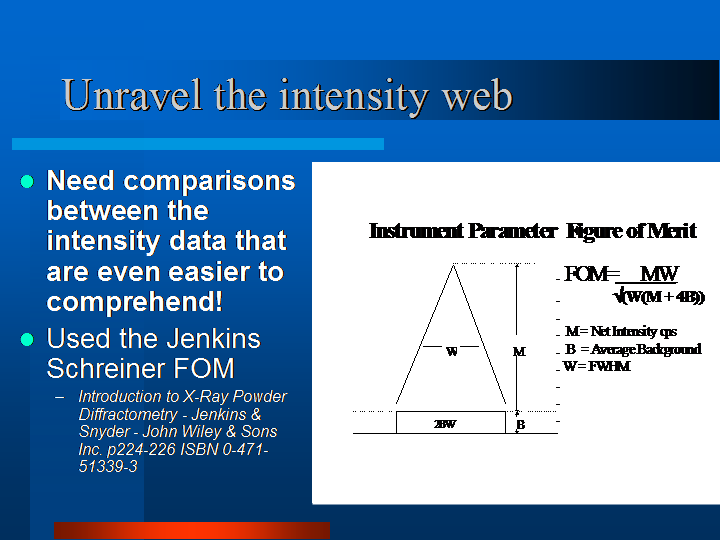 Unravel the intensity web
Need comparisons
between the
intensity data that
are even easier to
comprehend!
Used the Jenkins
Schreiner FOM
– Introduction to X-Ray Powder
Diffractometry - Jenkins &
Snyder - John Wiley & Sons
Inc. p224-226 ISBN 0-471-
51339-3
Instrument Parameter Figure of Merit
FOM= MW
√(W(M + 4B))
M = Net Intensity cps
B = Average Background
W = FWHM
W
M
2BW
B